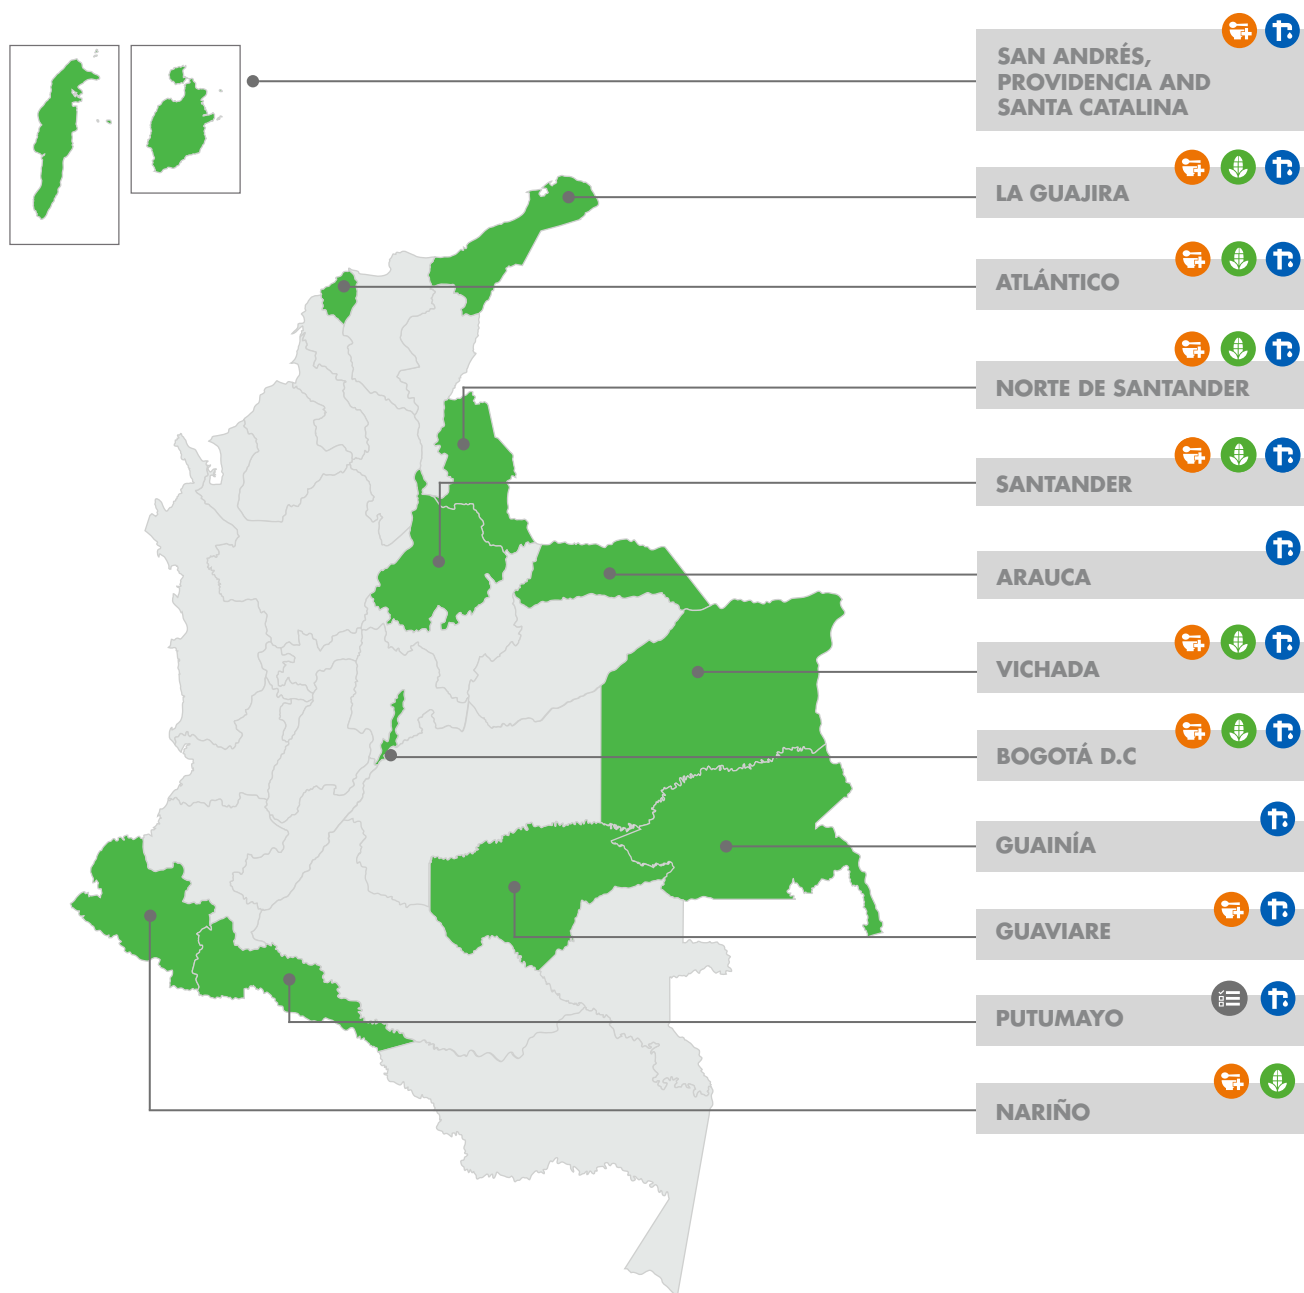 SAN ANDRÉS,
PROVIDENCIA AND
SANTA CATALINA
LA GUAJIRA
ATLÁNTICO
NORTE DE SANTANDER
SANTANDER
ARAUCA
VICHADA
BOGOTÁ D.C
GUAINÍA
GUAVIARE
PUTUMAYO
NARIÑO